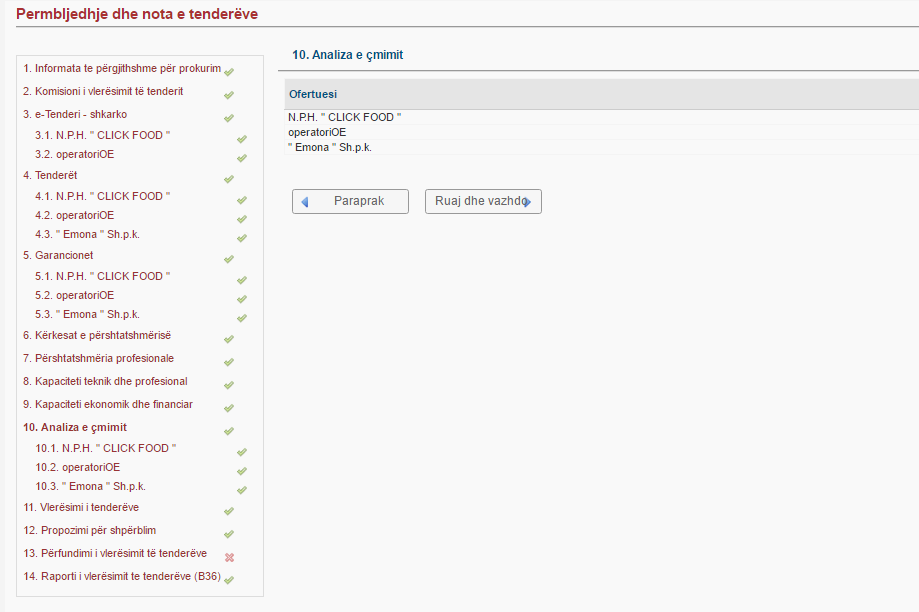 Permbljedhje dhe nota e tenderëve
1. Informata te përgjithshme për prokurim
2. Komisioni i vlerësimit të tenderit
3. e-Tenderi - shkarko
3.1. N.P.H. " CLICK FOOD "
3.2. operatoriOE
4. Tenderët
4.1. N.P.H. " CLICK FOOD "
4.2. operatoriOE
4.3. " Emona " Sh.p.k.
5. Garancionet
5.1. N.P.H. " CLICK FOOD "
5.2. operatoriOE
5.3. " Emona " Sh.p.k.
6. Kërkesat e përshtatshmërisë
7. Përshtatshmëria profesionale
8. Kapaciteti teknik dhe profesional
9. Kapaciteti ekonomik dhe financiar
10. Analiza e çmimit
10.1. N.P.H. " CLICK FOOD "
10.2. operatoriOE
10.3. " Emona " Sh.p.k.
11. Vlerësimi i tenderëve
12. Propozimi për shpërblim
13. Përfundimi i vlerësimit të tenderëve
14. Raporti i vlerësimit te tenderëve (B36)
10. Analiza e çmimit
Ofertuesi
N.P.H. " CLICK FOOD "
operatoriOE
" Emona " Sh.p.k.
Paraprak
Ruaj dhe vazhdo